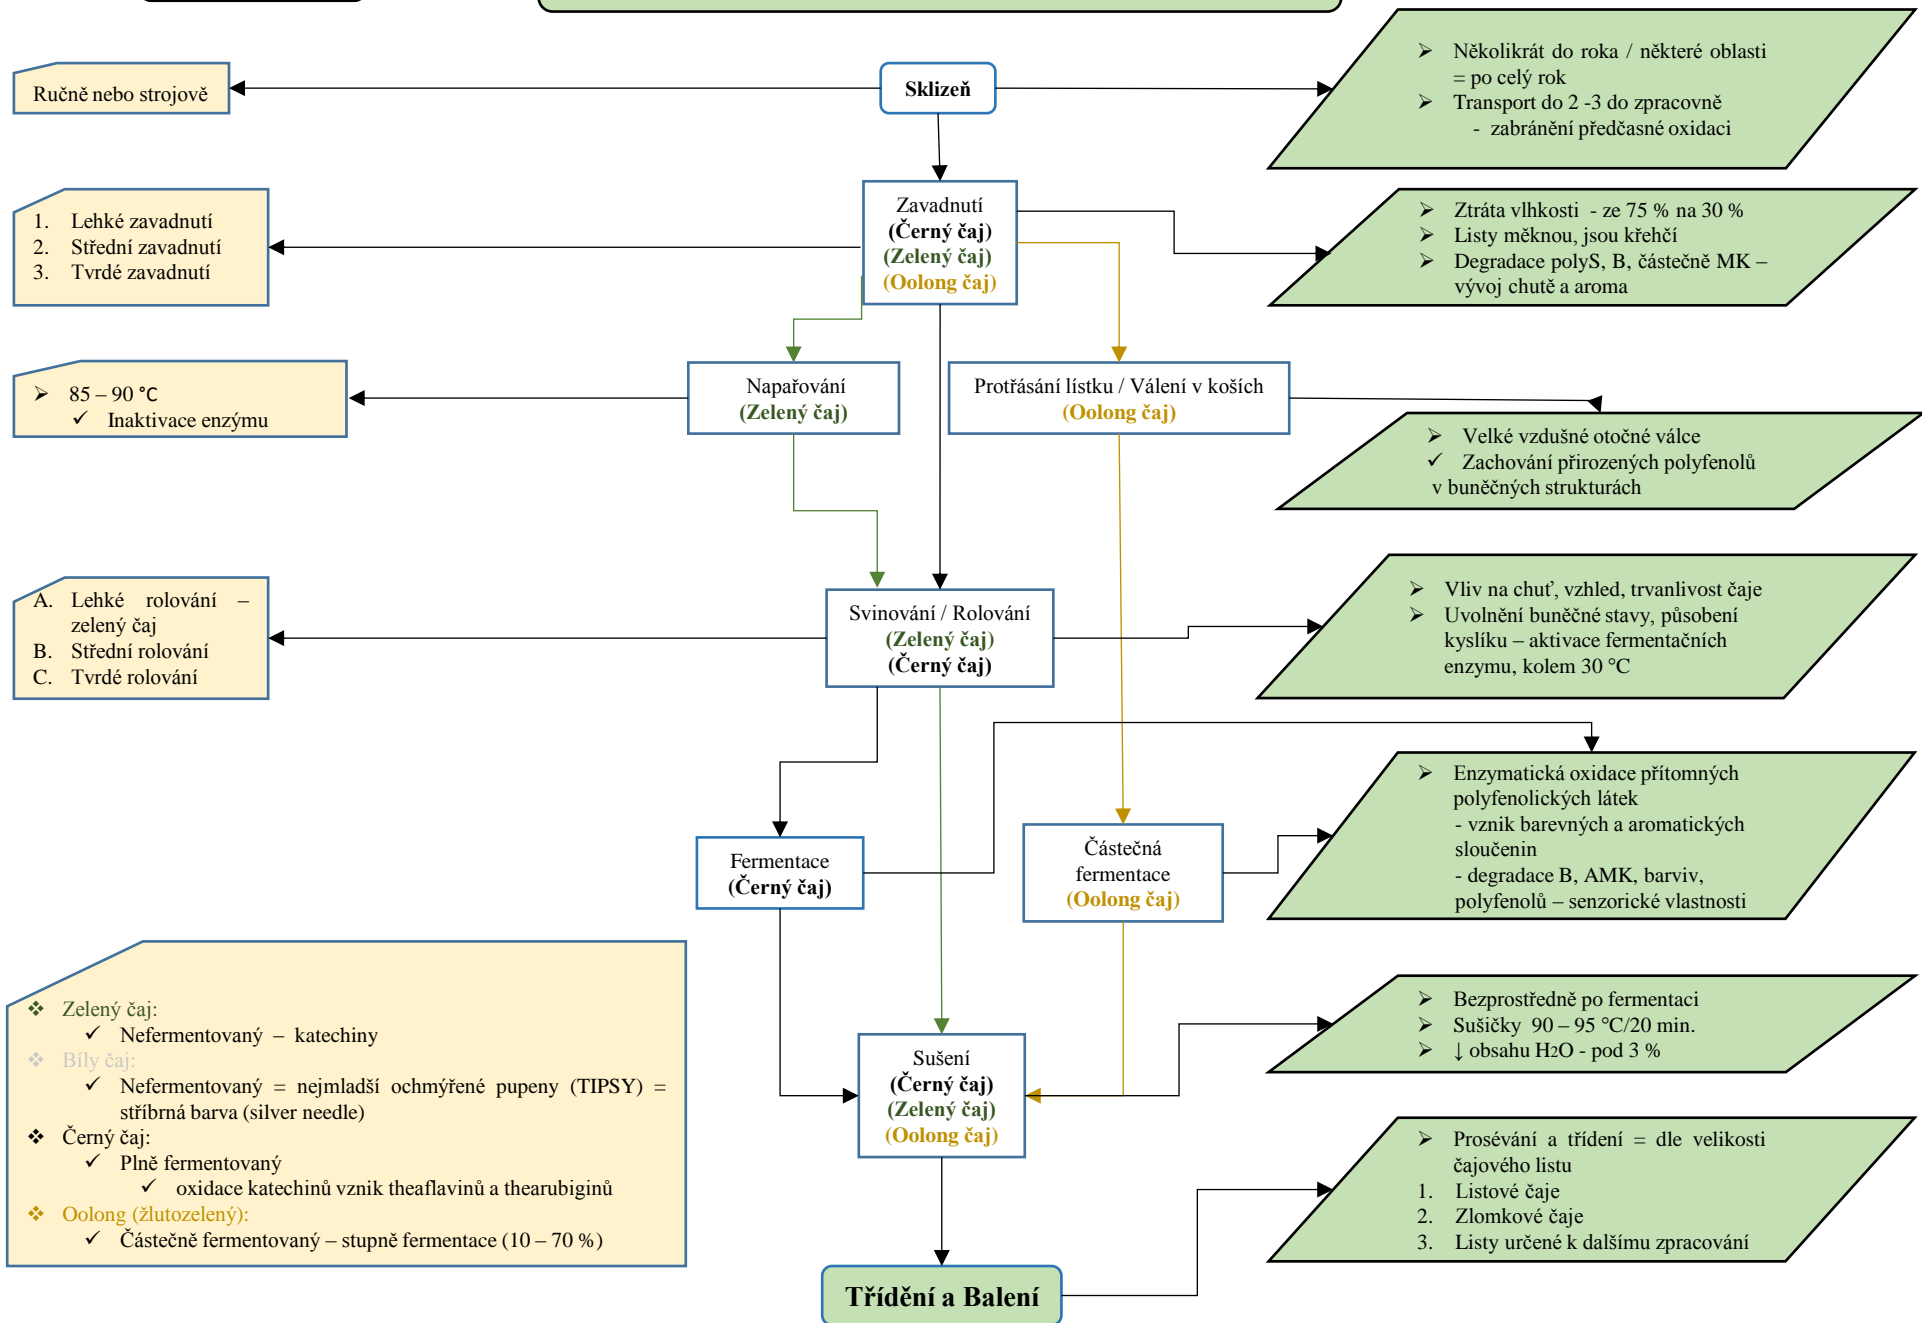 Ručně nebo strojově
Sklizeň
➢ Několikrát do roka / některé oblasti
= po celý rok
➢ Transport do 2 -3 do zpracovně
- zabránění předčasné oxidaci
1. Lehké zavadnutí
2. Střední zavadnutí
3. Tvrdé zavadnutí
Zavadnutí
(Černý čaj)
(Zelený čaj)
(Oolong čaj)
➢ Ztráta vlhkosti - ze 75 % na 30 %
➢ Listy měknou, jsou křehčí
➢ Degradace polyS, B, částečně MK –
vývoj chutě a aroma
➢ 85 – 90 °C
✓ Inaktivace enzýmu
Napařování
(Zelený čaj)
Protřásání lístku / Válení v koších
(Oolong čaj)
➢ Velké vzdušné otočné válce
✓ Zachování přirozených polyfenolů
v buněčných strukturách
A. Lehké rolování –
zelený čaj
B. Střední rolování
C. Tvrdé rolování
Svinování / Rolování
(Zelený čaj)
(Černý čaj)
➢ Vliv na chuť, vzhled, trvanlivost čaje
➢ Uvolnění buněčné stavy, působení
kyslíku – aktivace fermentačních
enzymu, kolem 30 °C
Fermentace
(Černý čaj)
Částečná
fermentace
(Oolong čaj)
➢ Enzymatická oxidace přítomných
polyfenolických látek
- vznik barevných a aromatických
sloučenin
- degradace B, AMK, barviv,
polyfenolů – senzorické vlastnosti
❖ Zelený čaj:
✓ Nefermentovaný – katechiny
❖ Bíly čaj:
✓ Nefermentovaný = nejmladší ochmýřené pupeny (TIPSY) =
stříbrná barva (silver needle)
❖ Černý čaj:
✓ Plně fermentovaný
✓ oxidace katechinů vznik theaflavinů a thearubiginů
❖ Oolong (žlutozelený):
✓ Částečně fermentovaný – stupně fermentace (10 – 70 %)
Sušení
(Černý čaj)
(Zelený čaj)
(Oolong čaj)
➢ Bezprostředně po fermentaci
➢ Sušičky 90 – 95 °C/20 min.
➢ ↓ obsahu H2O - pod 3 %
➢ Prosévání a třídení = dle velikosti
čajového listu
1. Listové čaje
2. Zlomkové čaje
3. Listy určené k dalšímu zpracování
Třídění a Balení